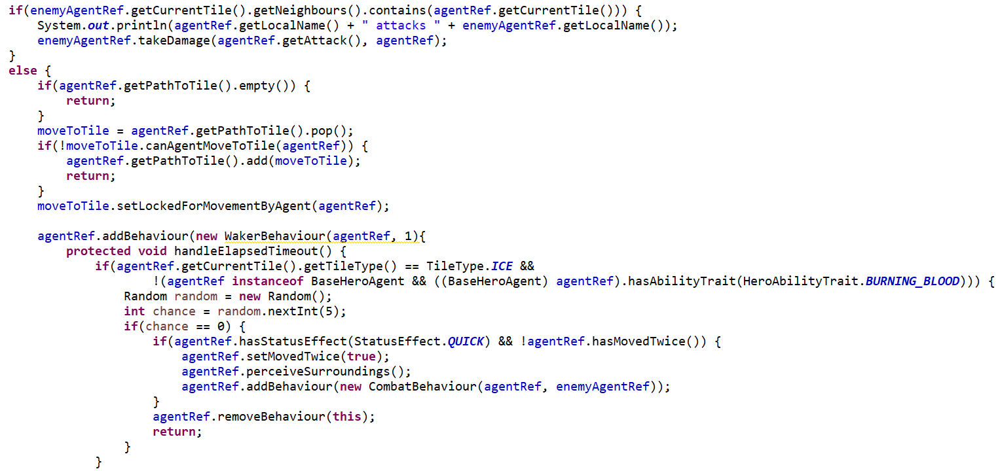 if(enemyAgentRef.getCurrentTile().getNeighbours().contains(agentRef.getCurrentTile())) {
    System.out.println(agentRef.getLocalName() + " attacks " + enemyAgentRef.getLocalName());
    enemyAgentRef.takeDamage(agentRef.getAttack(), agentRef);
}
else {
    if(agentRef.getPathToTile().empty()) {
        return;
    }
    moveToTile = agentRef.getPathToTile().pop();
    if(!moveToTile.canAgentMoveToTile(agentRef)) {
        agentRef.getPathToTile().add(moveToTile);
        return;
    }
    moveToTile.setLockedForMovementByAgent(agentRef);

    agentRef.addBehaviour(new WakerBehaviour(agentRef, 1){
        protected void handleElapsedTimeout() {
            if(agentRef.getCurrentTile().getTileType() == TileType.ICE &&
                    !(agentRef instanceof BaseHeroAgent && ((BaseHeroAgent) agentRef).hasAbilityTrait(HeroAbilityTrait.BURNING_BLOOD))) {
                Random random = new Random();
                int chance = random.nextInt(5);
                if(chance == 0) {
                    if(agentRef.hasStatusEffect(StatusEffect.QUICK) && !agentRef.hasMovedTwice()) {
                        agentRef.setMovedTwice(true);
                        agentRef.perceiveSurroundings();
                        agentRef.addBehaviour(new CombatBehaviour(agentRef, enemyAgentRef));
                    }
                    agentRef.removeBehaviour(this);
                    return;
                }
            }